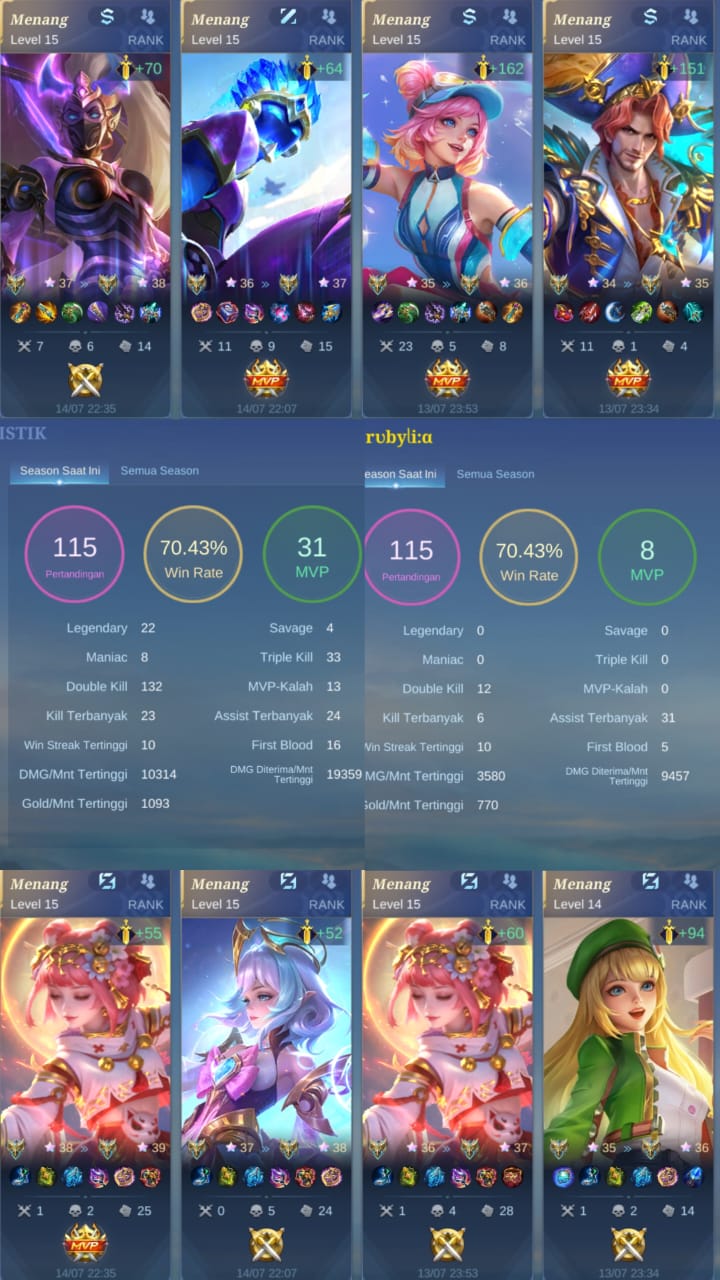 Menang
Level 15
RANK
+70
37 » 38
7 6 14
14/07 22:35
Menang
Level 15
RANK
+64
36 » 37
11 9 15
MVP
14/07 22:07
Menang
Level 15
RANK
+162
35 » 36
23 5 8
MVP
13/07 23:53
Menang
Level 15
RANK
+151
34 » 35
11 1 4
MVP
13/07 23:34
ISTIK
Season Saat Ini Semua Season
115 Pertandingan
70.43% Win Rate
31 MVP
Legendary 22
Savage 4
Maniac 8
Triple Kill 33
Double Kill 132
MVP-Kalah 13
Kill Terbanyak 23
Assist Terbanyak 24
Win Streak Tertinggi 10
First Blood 16
DMG/Mnt Tertinggi 10314
DMG Diterima/Mnt
Tertinggi 19359
Gold/Mnt Tertinggi 1093
rυbyli:α
eason Saat Ini Semua Season
115 Pertandingan
70.43% Win Rate
8 MVP
Legendary 0
Savage 0
Maniac 0
Triple Kill 0
Double Kill 12
MVP-Kalah 0
Kill Terbanyak 6
Assist Terbanyak 31
Win Streak Tertinggi 10
First Blood 5
MG/Mnt Tertinggi 3580
DMG Diterima/Mnt
Tertinggi 9457
Gold/Mnt Tertinggi 770
Menang
Level 15
RANK
+55
38 » 39
1 2 25
MVP
14/07 22:35
Menang
Level 15
RANK
+52
37 » 38
0 5 24
14/07 22:07
Menang
Level 15
RANK
+60
36 » 37
1 4 28
13/07 23:53
Menang
Level 14
RANK
+94
35 » 36
1 2 14
13/07 23:34